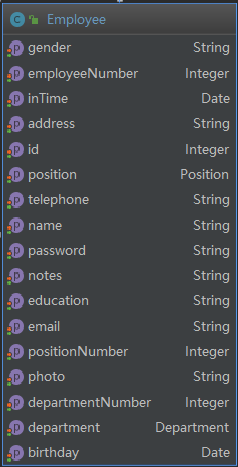 C Employee
p gender String
p employeeNumber Integer
p inTime Date
p address String
p id Integer
p position Position
p telephone String
p name String
p password String
p notes String
p education String
p email String
p positionNumber Integer
p photo String
p departmentNumber Integer
p department Department
p birthday Date